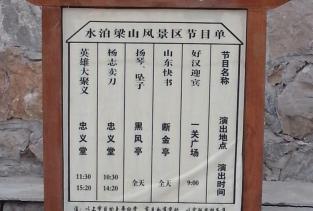 水泊梁山风景区节目单
节目名称 演出地点 演出时间
好汉迎宾 一关广场 9:00
山东快书 断金亭 全天
扬琴、坠子 黑风亭 全天
杨志卖刀 忠义堂 11:30 14:20
英雄大聚义 忠义堂 11:30 15:20